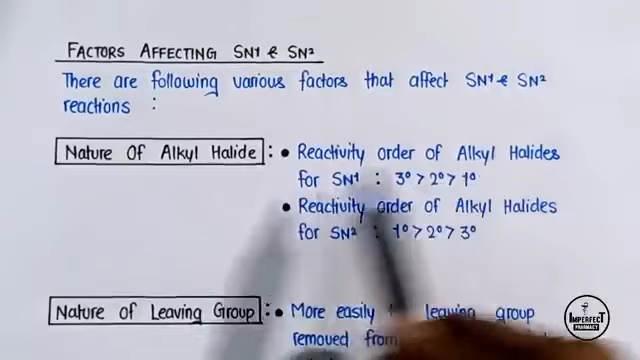 FACTORS AFFECTING SN1 & SN2
There are following various factors that affect SN1 & SN2
reactions :
Nature Of Alkyl Halide : • Reactivity order of Alkyl Halides
for SN1 : 3° > 2° > 1°
• Reactivity order of Alkyl Halides
for SN2 : 1° > 2° > 3°
Nature of Leaving Group : • More easily leaving group
removed from
IMPERFECT
PHARMACY